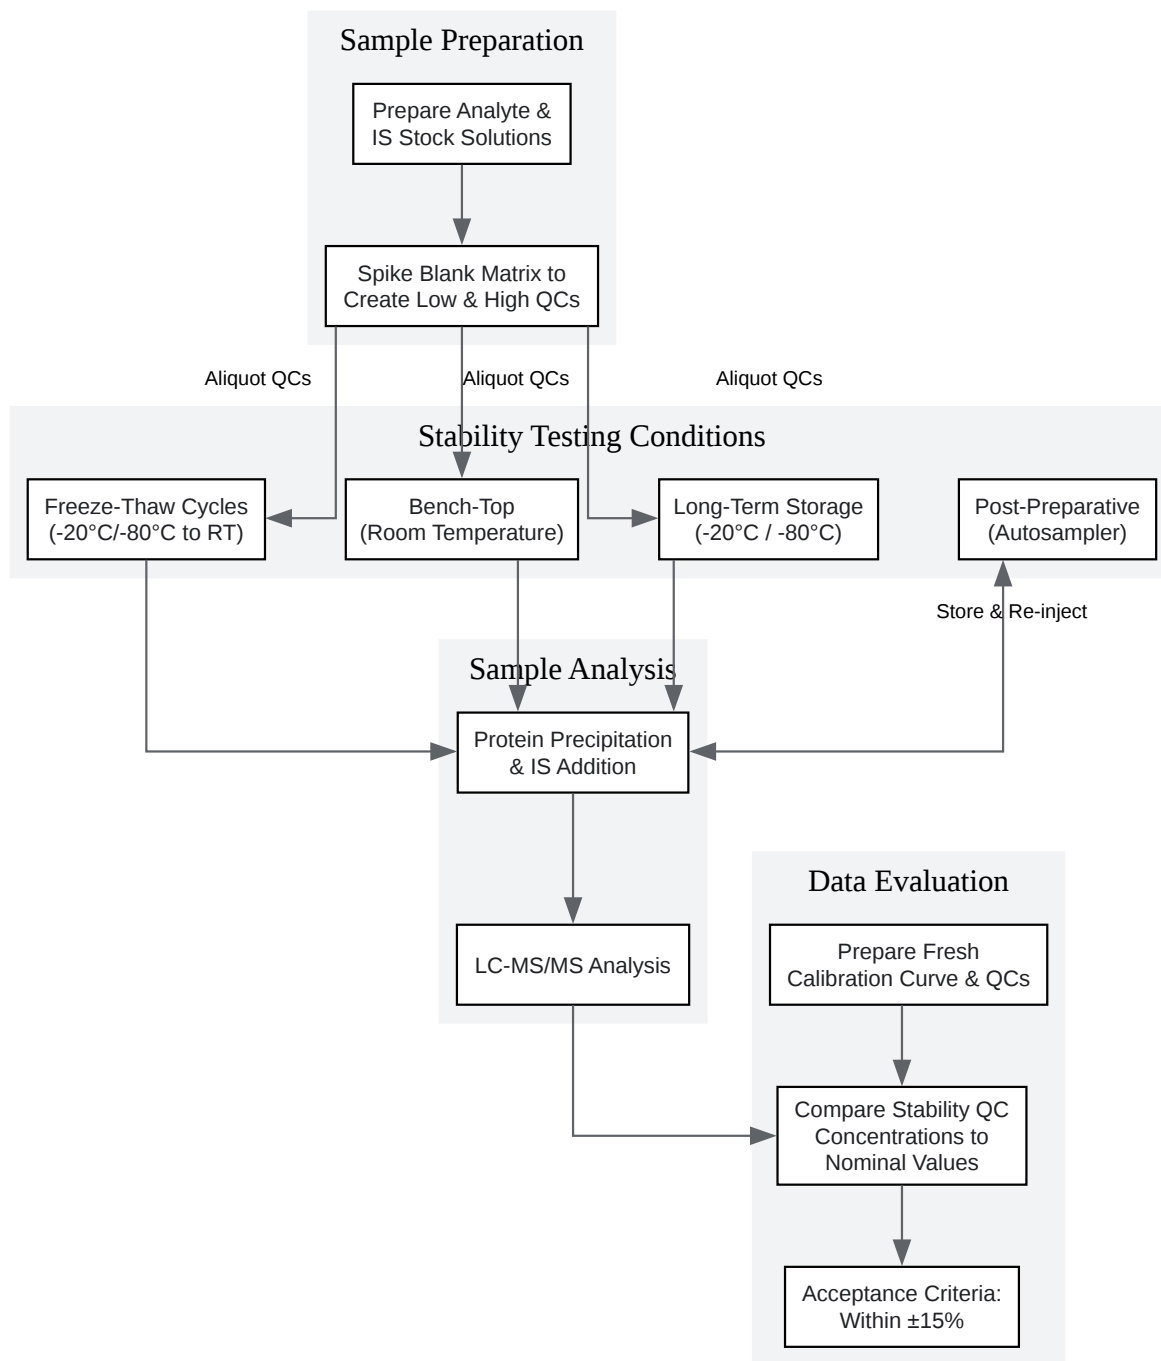 Sample Preparation
Prepare Analyte &
IS Stock Solutions
Spike Blank Matrix to
Create Low & High QCs
Aliquot QCs
Aliquot QCs
Aliquot QCs
Stability Testing Conditions
Freeze-Thaw Cycles
(-20°C/-80°C to RT)
Bench-Top
(Room Temperature)
Long-Term Storage
(-20°C / -80°C)
Post-Preparative
(Autosampler)
Store & Re-inject
Sample Analysis
Protein Precipitation
& IS Addition
LC-MS/MS Analysis
Data Evaluation
Prepare Fresh
Calibration Curve & QCs
Compare Stability QC
Concentrations to
Nominal Values
Acceptance Criteria:
Within ±15%